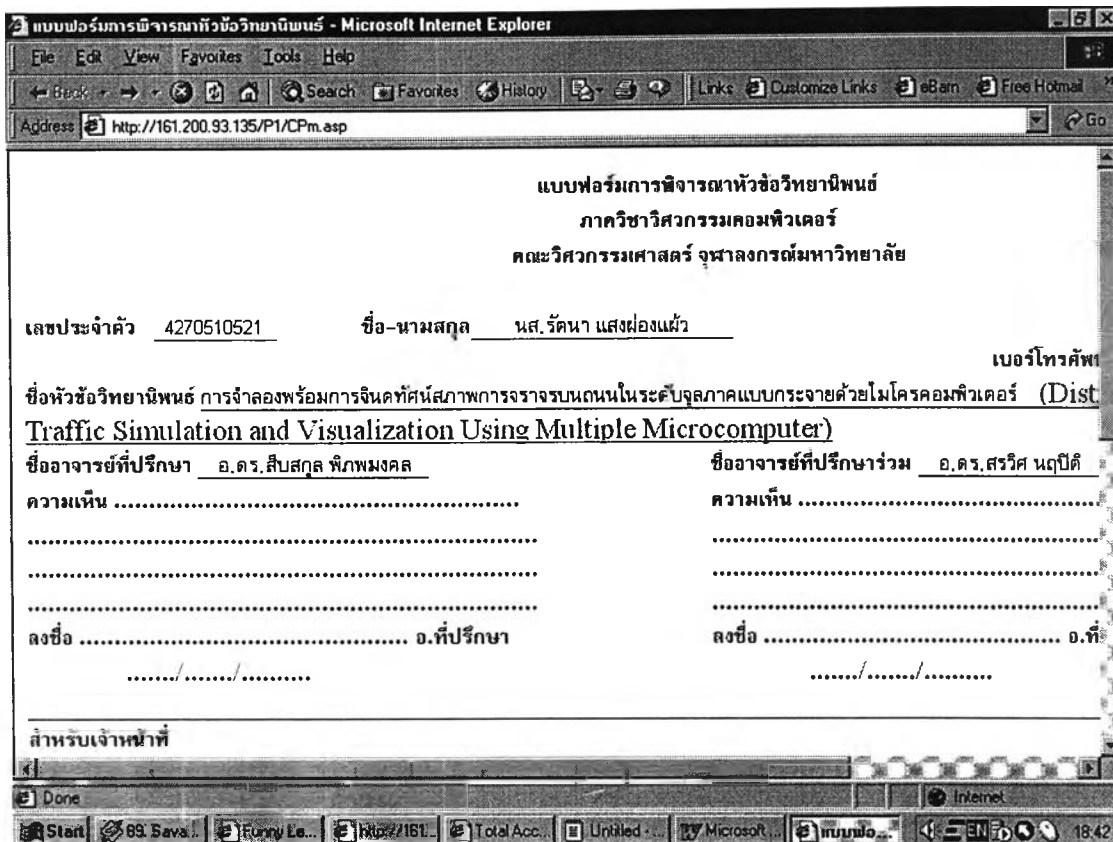 แบบฟอร์มการพิจารณาหัวข้อวิทยานิพนธ์ - Microsoft Internet Explorer
File Edit View Favorites Tools Help
Back Search Favorites History Links Customize Links eBam Free Hotmail
Address http://161.200.93.135/P1/CPm.asp Go
แบบฟอร์มการพิจารณาหัวข้อวิทยานิพนธ์
ภาควิชาวิศวกรรมคอมพิวเตอร์
คณะวิศวกรรมศาสตร์ จุฬาลงกรณ์มหาวิทยาลัย
เลขประจำตัว 4270510521 ชื่อ-นามสกุล นส.รัตนา แสงผ่องแผ้ว
เบอร์โทรศัพท
ชื่อหัวข้อวิทยานิพนธ์ การจำลองพร้อมการจินตทัศน์สภาพการจราจรบนถนนในระดับจุลภาคแบบกระจายด้วยไมโครคอมพิวเตอร์ (Dist
Traffic Simulation and Visualization Using Multiple Microcomputer)
ชื่ออาจารย์ที่ปรึกษา อ.ดร.สืบสกุล พิภพมงคล ชื่ออาจารย์ที่ปรึกษาร่วม อ.ดร.สรวิศ นฤปิติ
ความเห็น .......................................................... ความเห็น ..........................................
......................................................................... .......................................................
......................................................................... .......................................................
......................................................................... .......................................................
ลงชื่อ ............................................... อ.ที่ปรึกษา ลงชื่อ .......................................... อ.ที่
......./......./.......... ......./......./..........
สำหรับเจ้าหน้าที่
Done Internet
Start 89. Sava... Funny Le... http://161... Total Acc... Untitled - ... Microsoft ... แบบฟอ... EN 18:42